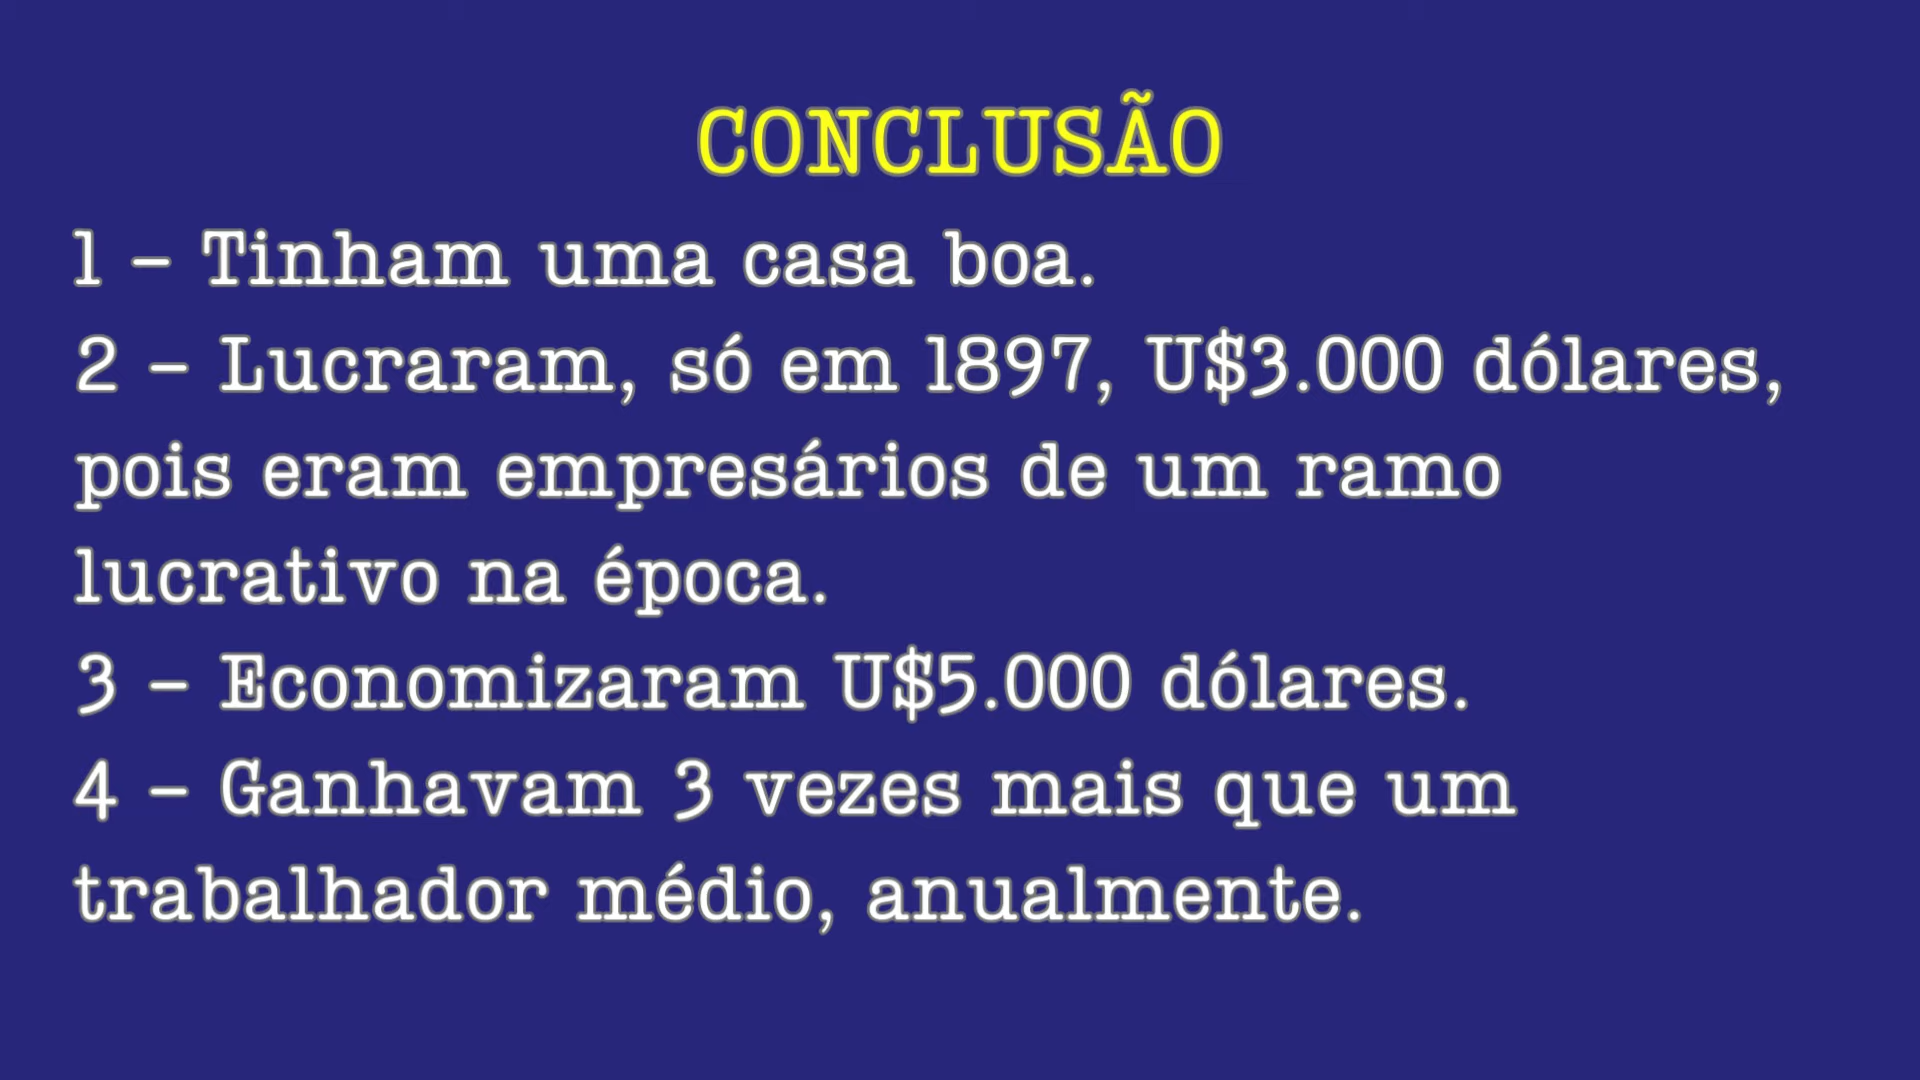 CONCLUSÃO
1 – Tinham uma casa boa.
2 – Lucraram, só em 1897, U$3.000 dólares,
pois eram empresários de um ramo
lucrativo na época.
3 – Economizaram U$5.000 dólares.
4 – Ganhavam 3 vezes mais que um
trabalhador médio, anualmente.